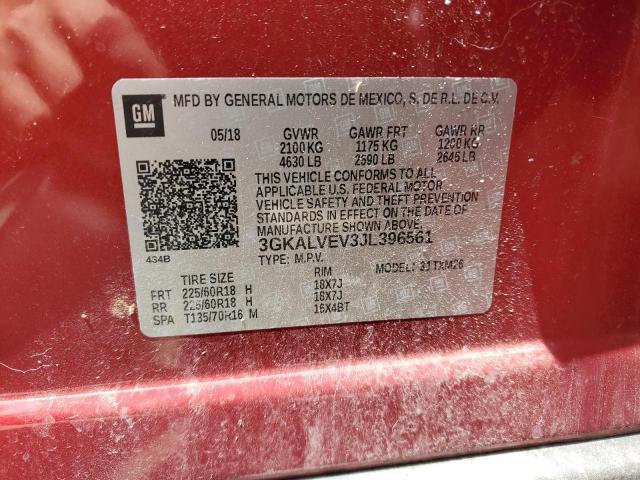 GM
MFD BY GENERAL MOTORS DE MEXICO, S. DE R.L. DE C.V.
05/18 GVWR GAWR FRT GAWR RR
2100 KG 1175 KG 1200 KG
4630 LB 2590 LB 2645 LB
THIS VEHICLE CONFORMS TO ALL
APPLICABLE U.S. FEDERAL MOTOR
VEHICLE SAFETY AND THEFT PREVENTION
STANDARDS IN EFFECT ON THE DATE OF
MANUFACTURE SHOWN ABOVE.
434B
3GKALVEV3JL396561
TYPE: M.P.V. MODEL: 31TXM26
TIRE SIZE RIM
FRT 225/60R18 H 18X7J
RR 225/60R18 H 18X7J
SPA T135/70R16 M 16X4BT